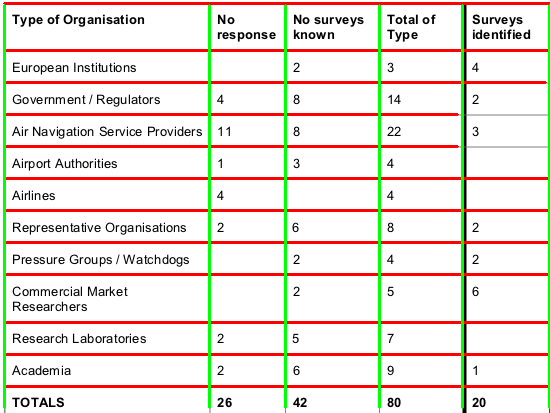 Type of Organisation No response No surveys known Total of Type Surveys identified
European Institutions 2 3 4
Government / Regulators 4 8 14 2
Air Navigation Service Providers 11 8 22 3
Airport Authorities 1 3 4
Airlines 4 4
Representative Organisations 2 6 8 2
Pressure Groups / Watchdogs 2 4 2
Commercial Market Researchers 2 5 6
Research Laboratories 2 5 7
Academia 2 6 9 1
TOTALS 26 42 80 20